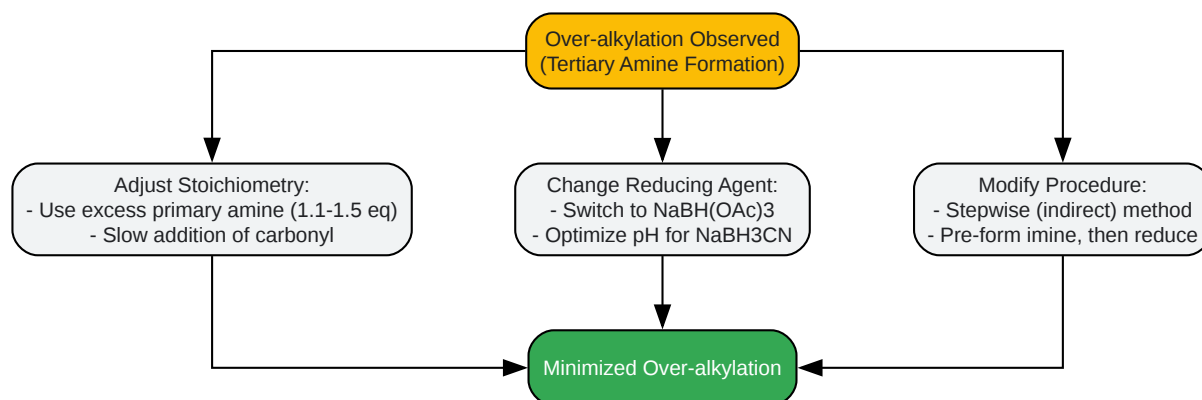 Over-alkylation Observed
(Tertiary Amine Formation)
Adjust Stoichiometry:
- Use excess primary amine (1.1-1.5 eq)
- Slow addition of carbonyl
Change Reducing Agent:
- Switch to NaBH(OAc)3
- Optimize pH for NaBH3CN
Modify Procedure:
- Stepwise (indirect) method
- Pre-form imine, then reduce
Minimized Over-alkylation